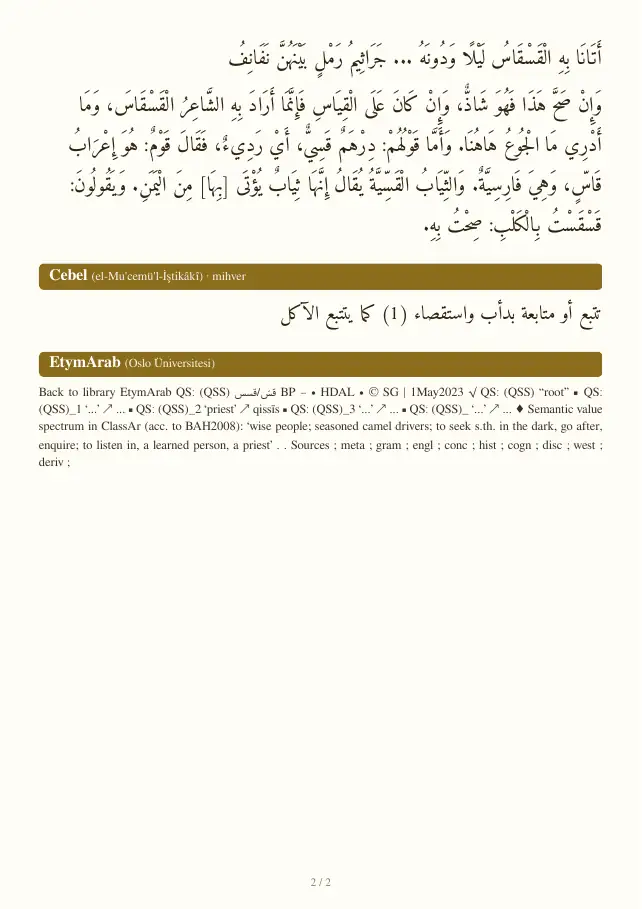 أَتَانَا بِهِ الْقَسْقَاسُ لَيْلًا وَدُونَهُ ... جَرَاثِيمُ رَمْلٍ بَيْنَهُنَّ نَفَانِفُ
وَإِنْ صَحَّ هَذَا فَهُوَ شَاذٌّ، وَإِنْ كَانَ عَلَى الْقِيَاسِ فَإِنَّمَا أَرَادَ بِهِ الشَّاعِرُ الْقَسْقَاسَ، وَمَا
أَدْرِي مَا الْجُوعُ هَاهُنَا. وَأَمَّا قَوْلُهُمْ: دِرْهَمٌ قَسِيٌّ، أَيْ رَدِيءٌ، فَقَالَ قَوْمٌ: هُوَ إِعْرَابُ
قَاسٍّ، وَهِيَ فَارِسِيَّةٌ. وَالثِّيَابُ الْقَسِّيَّةُ يُقَالُ إِنَّهَا ثِيَابٌ يُؤْتَى [بِهَا] مِنَ الْيَمَنِ. وَيَقُولُونَ:
قَسْقَسْتُ بِالْكَلْبِ: صِحْتُ بِهِ.
Cebel (el-Mu'cemü'l-İştikâkî) · mihver
تتبع أو متابعة بدأب واستقصاء (1) كما يتتبع الآكل
EtymArab (Oslo Üniversitesi)
Back to library EtymArab QS: (QSS) قسّ/قسس BP – • HDAL • © SG | 1May2023 √ QS: (QSS) “root” ▪ QS:
(QSS)_1 ‘...’ ↗ ... ▪ QS: (QSS)_2 ‘priest’ ↗ qissīs ▪ QS: (QSS)_3 ‘...’ ↗ ... ▪ QS: (QSS)_ ‘...’ ↗ ... ♦ Semantic value
spectrum in ClassAr (acc. to BAH2008): ‘wise people; seasoned camel drivers; to seek s.th. in the dark, go after,
enquire; to listen in, a learned person, a priest’ . . Sources ; meta ; gram ; engl ; conc ; hist ; cogn ; disc ; west ;
deriv ;
2 / 2